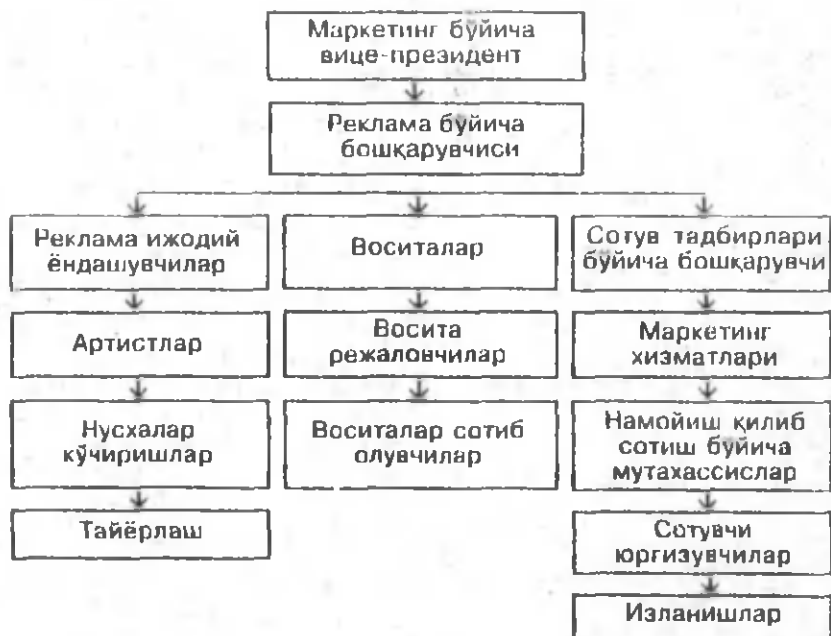 Маркетинг бўйича
вице-президент
Реклама бўйича
бошқарувчиси
Реклама ижодий
ёндашувчилар
Воситалар
Сотув тадбирлари
бўйича бошқарувчи
Артистлар
Восита
режаловчилар
Маркетинг
хизматлари
Нусхалар
кўчиришлар
Воситалар сотиб
олувчилар
Намойиш қилиб
сотиш бўйича
мутахассислар
Тайёрлаш
Сотувчи
юргизувчилар
Изланишлар